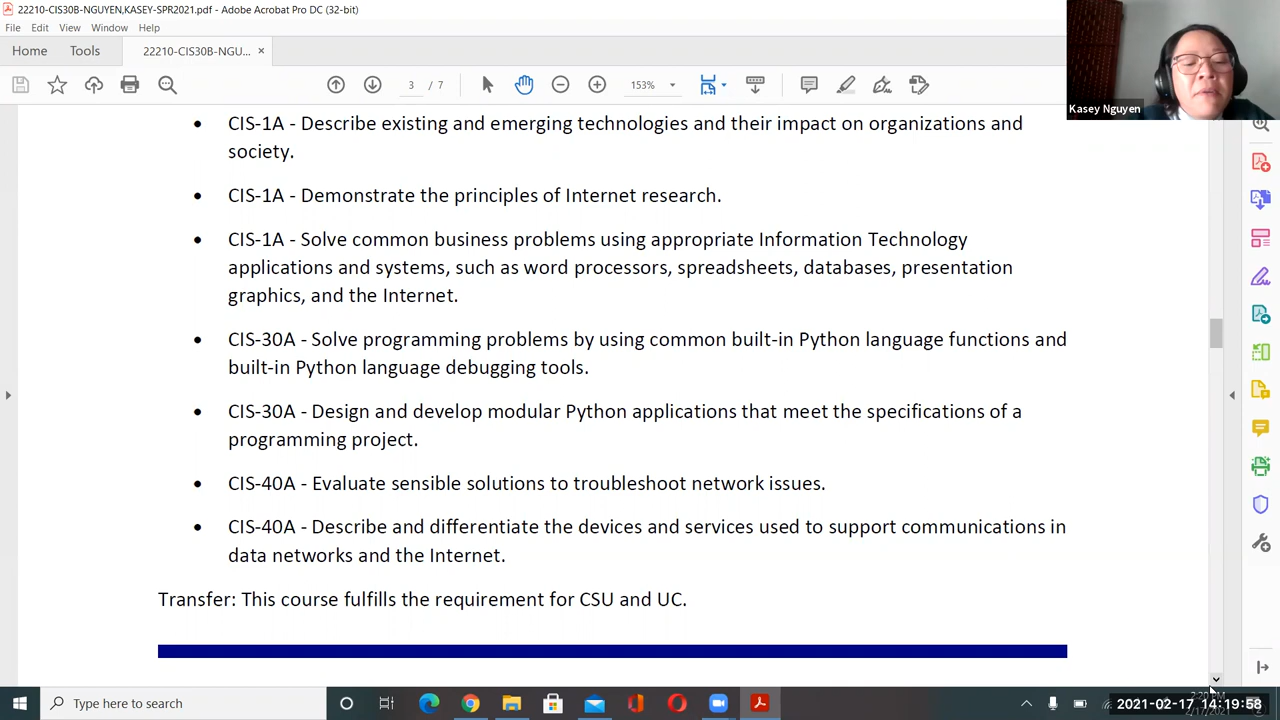 22210-CIS30B-NGUYEN,KASEY-SPR2021.pdf - Adobe Acrobat Pro DC (32-bit)
File Edit View Window Help
Home Tools 22210-CIS30B-NGU... ×
3 / 7 153%
Kasey Nguyen
• CIS-1A - Describe existing and emerging technologies and their impact on organizations and
society.
• CIS-1A - Demonstrate the principles of Internet research.
• CIS-1A - Solve common business problems using appropriate Information Technology
applications and systems, such as word processors, spreadsheets, databases, presentation
graphics, and the Internet.
• CIS-30A - Solve programming problems by using common built-in Python language functions and
built-in Python language debugging tools.
• CIS-30A - Design and develop modular Python applications that meet the specifications of a
programming project.
• CIS-40A - Evaluate sensible solutions to troubleshoot network issues.
• CIS-40A - Describe and differentiate the devices and services used to support communications in
data networks and the Internet.
Transfer: This course fulfills the requirement for CSU and UC.
Type here to search
2:20 PM
2021-02-17 14:19:58
2/17/2021